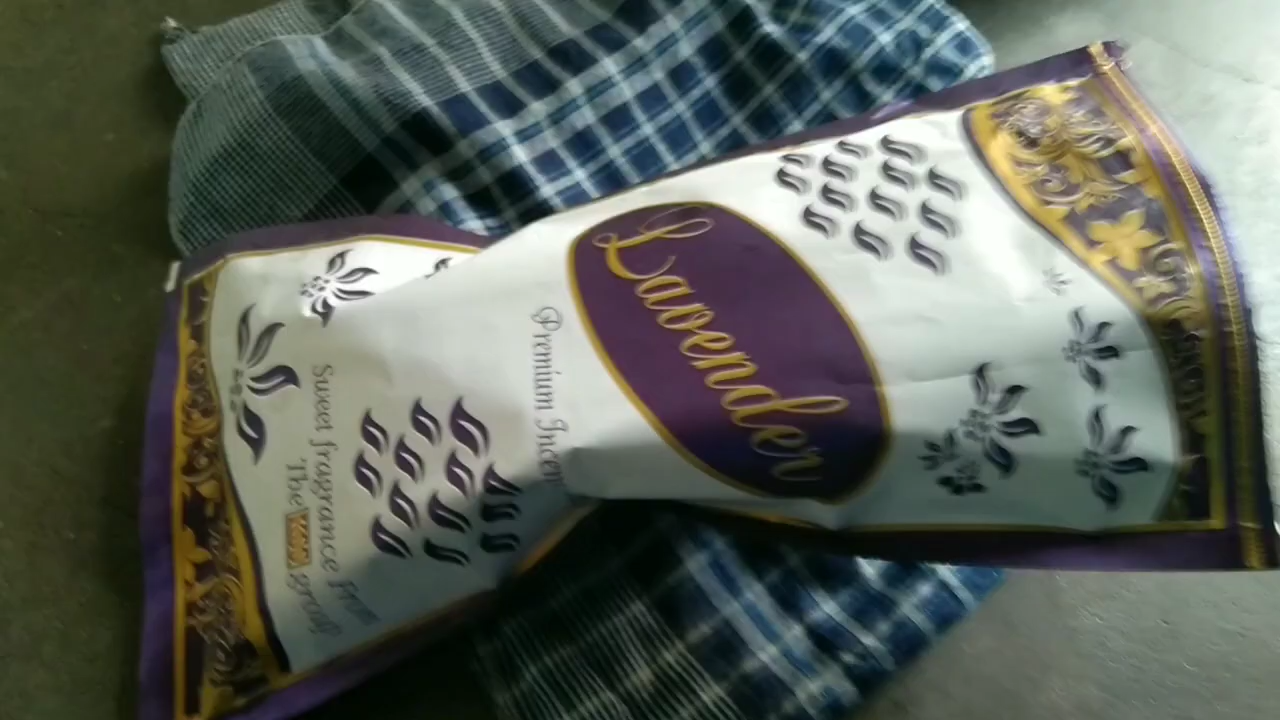 Lavender
Premium Incen
Sweet fragrance from
The
group